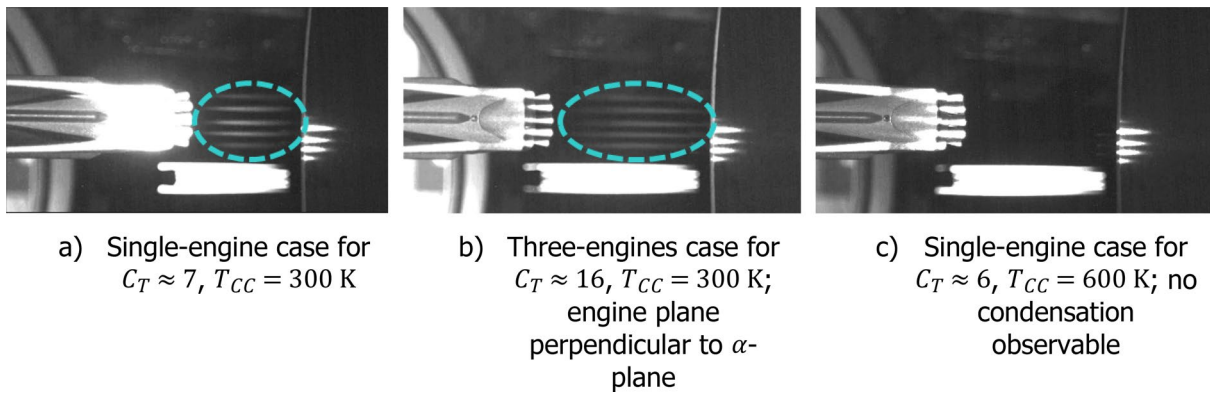 a) Single-engine case for
C_T ≈ 7, T_CC = 300 K
b) Three-engines case for
C_T ≈ 16, T_CC = 300 K;
engine plane
perpendicular to α-
plane
c) Single-engine case for
C_T ≈ 6, T_CC = 600 K; no
condensation
observable